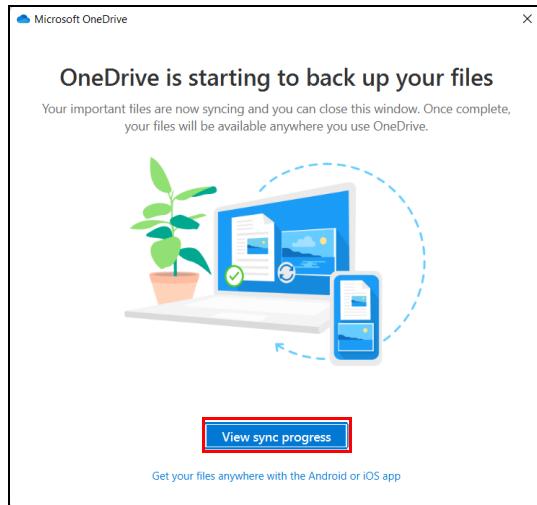 Microsoft OneDrive
OneDrive is starting to back up your files
Your important files are now syncing and you can close this window. Once complete,
your files will be available anywhere you use OneDrive.
View sync progress
Get your files anywhere with the Android or iOS app